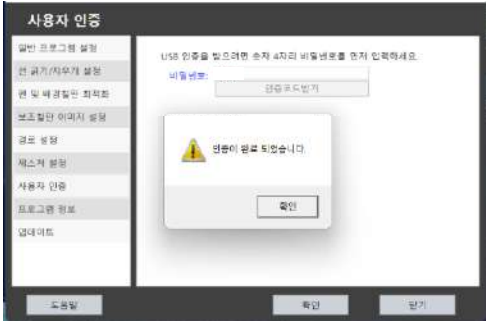 사용자 인증
일반 프로그램 설정
선 굵기/지우개 설정
펜 및 배경칠판 최적화
보조칠판 이미지 설정
경로 설정
제스처 설정
사용자 인증
프로그램 정보
업데이트
USB 인증을 받으려면 숫자 4자리 비밀번호를 먼저 입력하세요.
비밀번호:
인증코드받기
인증이 완료 되었습니다.
확인
도움말
확인
닫기